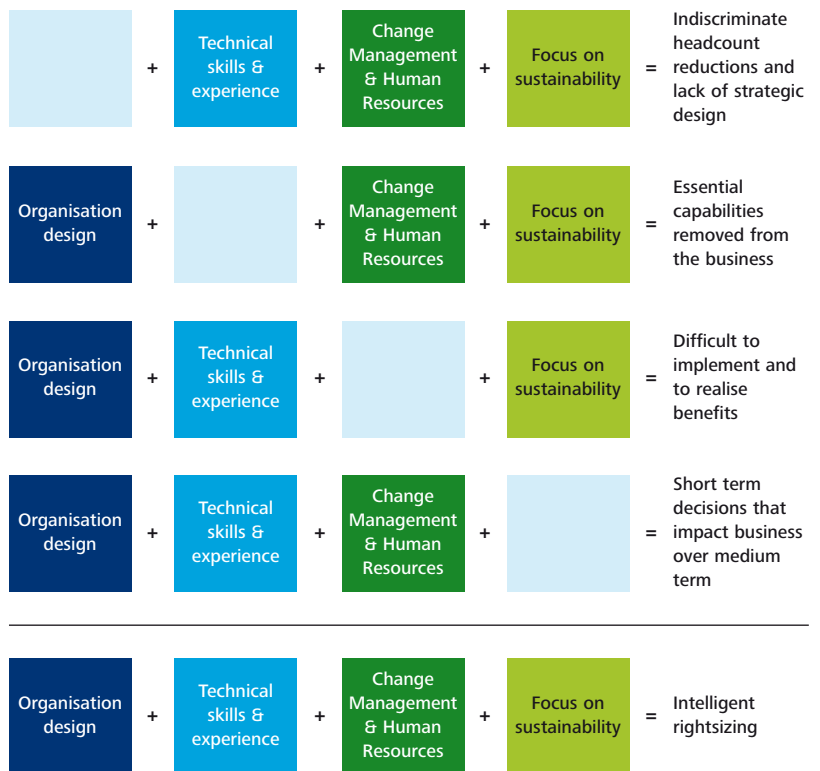 +
Technical
skills &
experience
+
Change
Management
& Human
Resources
+
Focus on
sustainability
=
Indiscriminate
headcount
reductions and
lack of strategic
design
Organisation
design
+
+
Change
Management
& Human
Resources
+
Focus on
sustainability
=
Essential
capabilities
removed from
the business
Organisation
design
+
Technical
skills &
experience
+
+
Focus on
sustainability
=
Difficult to
implement and
to realise
benefits
Organisation
design
+
Technical
skills &
experience
+
Change
Management
& Human
Resources
+
=
Short term
decisions that
impact business
over medium
term
Organisation
design
+
Technical
skills &
experience
+
Change
Management
& Human
Resources
+
Focus on
sustainability
=
Intelligent
rightsizing